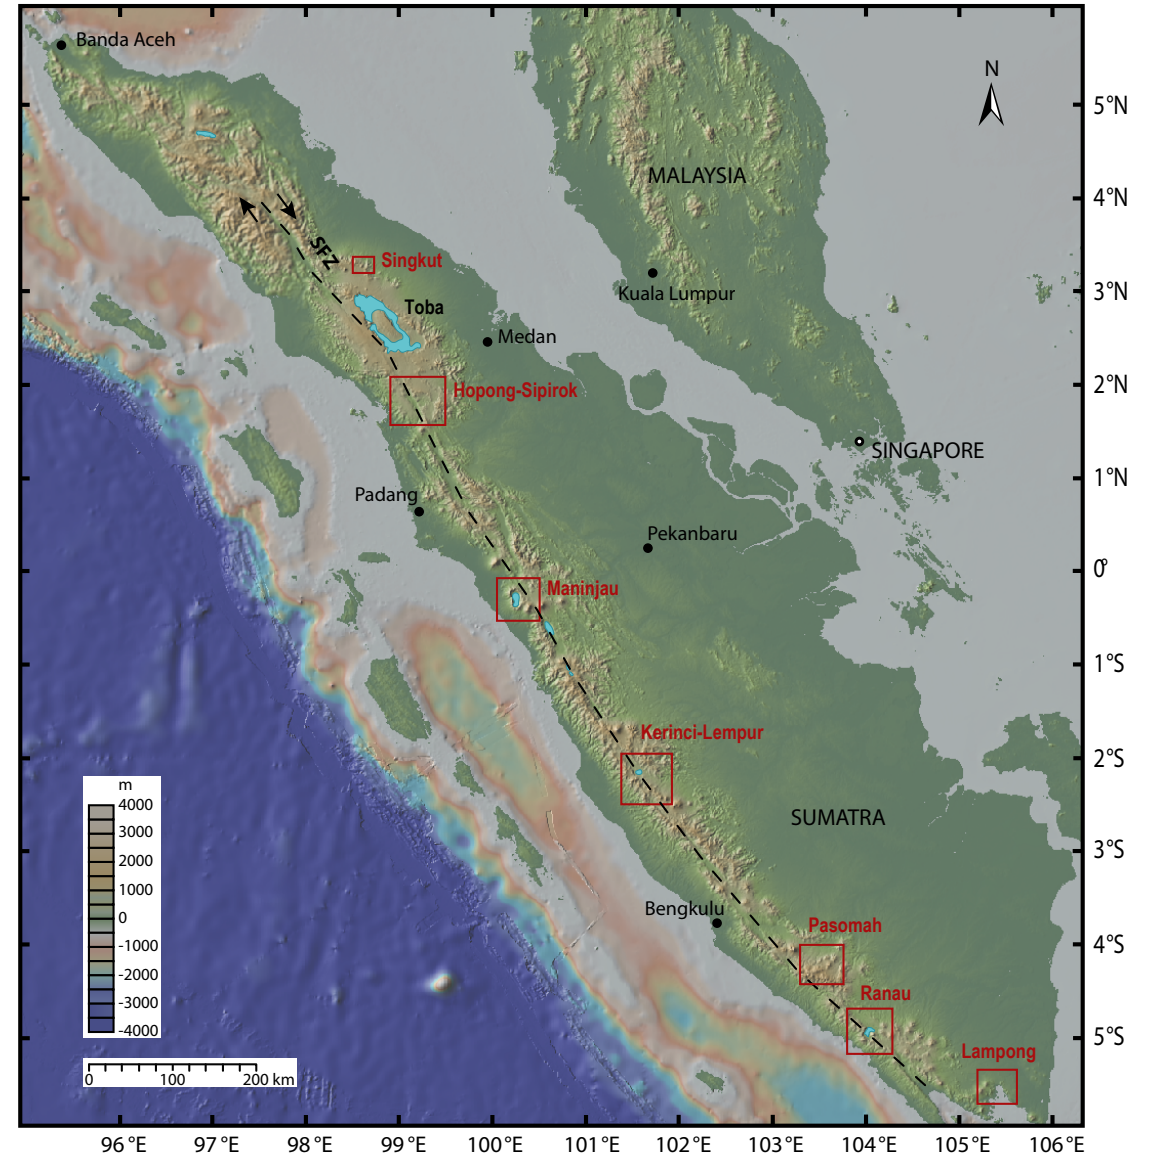 Banda Aceh
N
5°N
MALAYSIA
4°N
SFZ
Singkut
Kuala Lumpur
3°N
Toba
Medan
2°N
Hopong-Sipirok
SINGAPORE
1°N
Padang
Pekanbaru
0°
Maninjau
1°S
Kerinci-Lempur
2°S
m
4000
3000
2000
1000
0
-1000
-2000
-3000
-4000
SUMATRA
3°S
Bengkulu
Pasomah
4°S
Ranau
5°S
Lampong
0 100 200 km
96°E 97°E 98°E 99°E 100°E 101°E 102°E 103°E 104°E 105°E 106°E